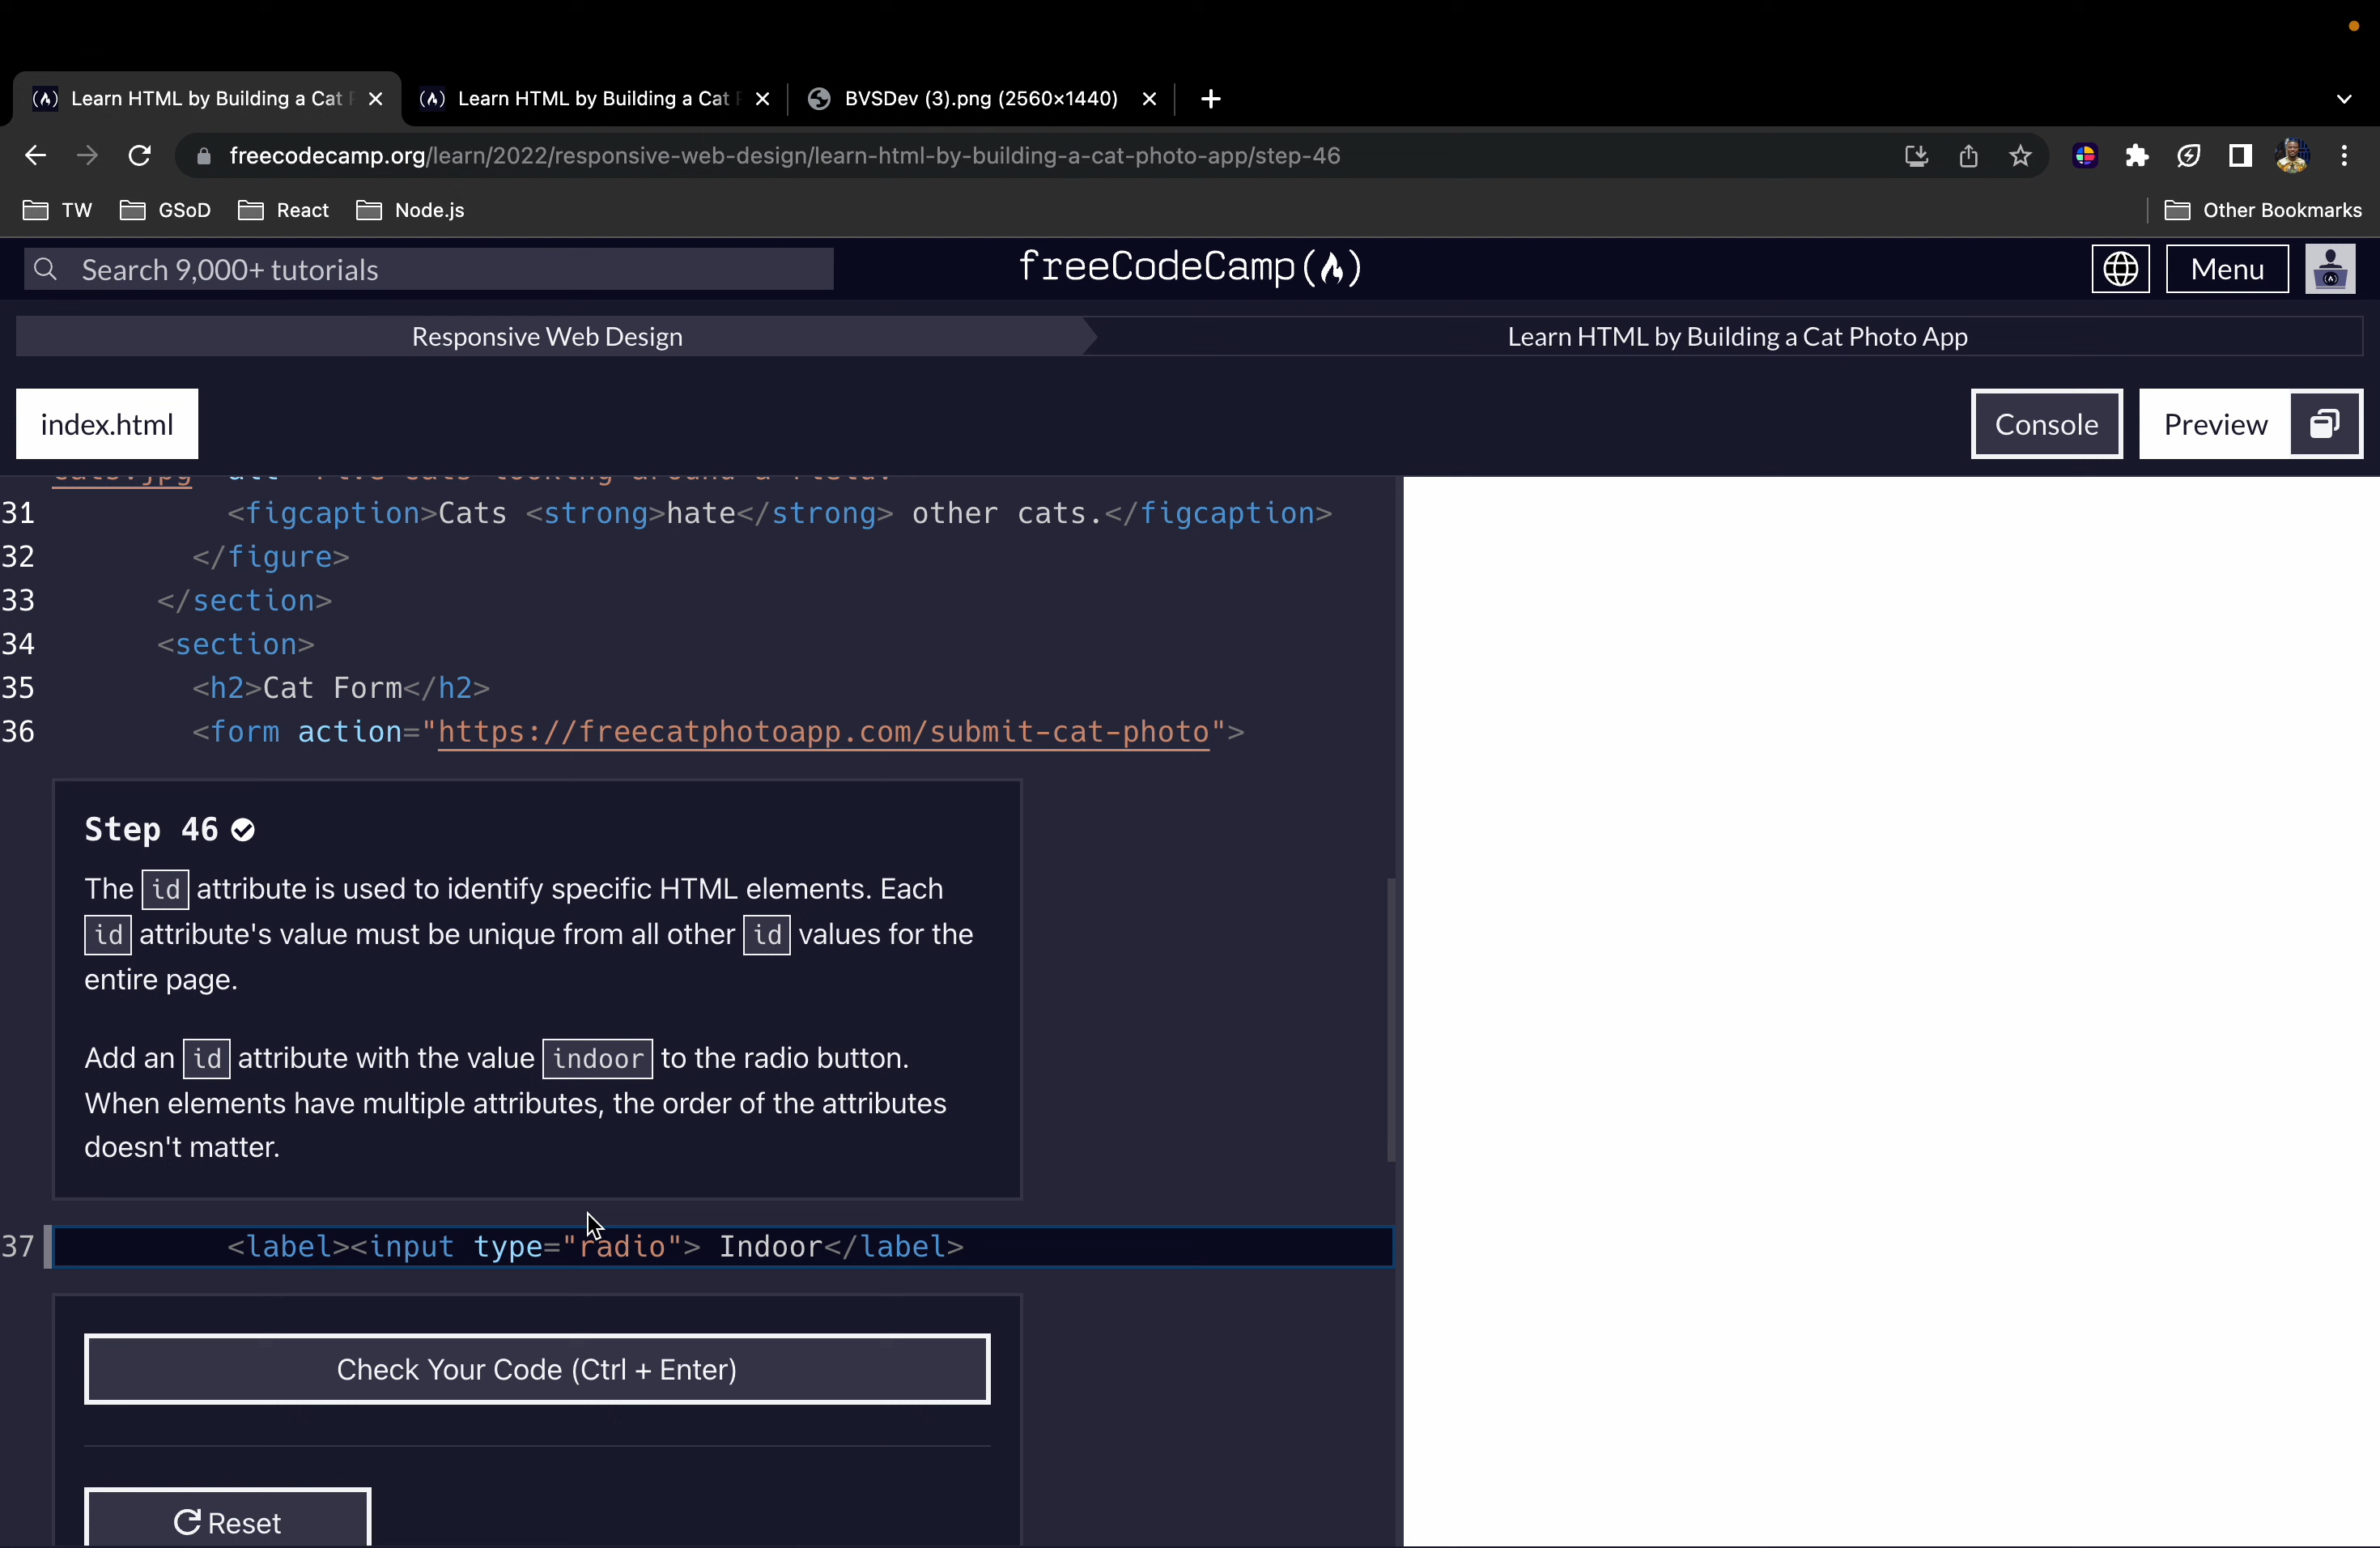 Learn HTML by Building a Cat
Learn HTML by Building a Cat
BVSDev (3).png (2560×1440)
freecodecamp.org/learn/2022/responsive-web-design/learn-html-by-building-a-cat-photo-app/step-46
TW GSoD React Node.js Other Bookmarks
Search 9,000+ tutorials
freeCodeCamp(🔥)
Menu
Responsive Web Design
Learn HTML by Building a Cat Photo App
index.html
Console
Preview
31 <figcaption>Cats <strong>hate</strong> other cats.</figcaption>
32 </figure>
33 </section>
34 <section>
35 <h2>Cat Form</h2>
36 <form action="https://freecatphotoapp.com/submit-cat-photo">
Step 46
The id attribute is used to identify specific HTML elements. Each
id attribute's value must be unique from all other id values for the
entire page.
Add an id attribute with the value indoor to the radio button.
When elements have multiple attributes, the order of the attributes
doesn't matter.
37 <label><input type="radio"> Indoor</label>
Check Your Code (Ctrl + Enter)
Reset